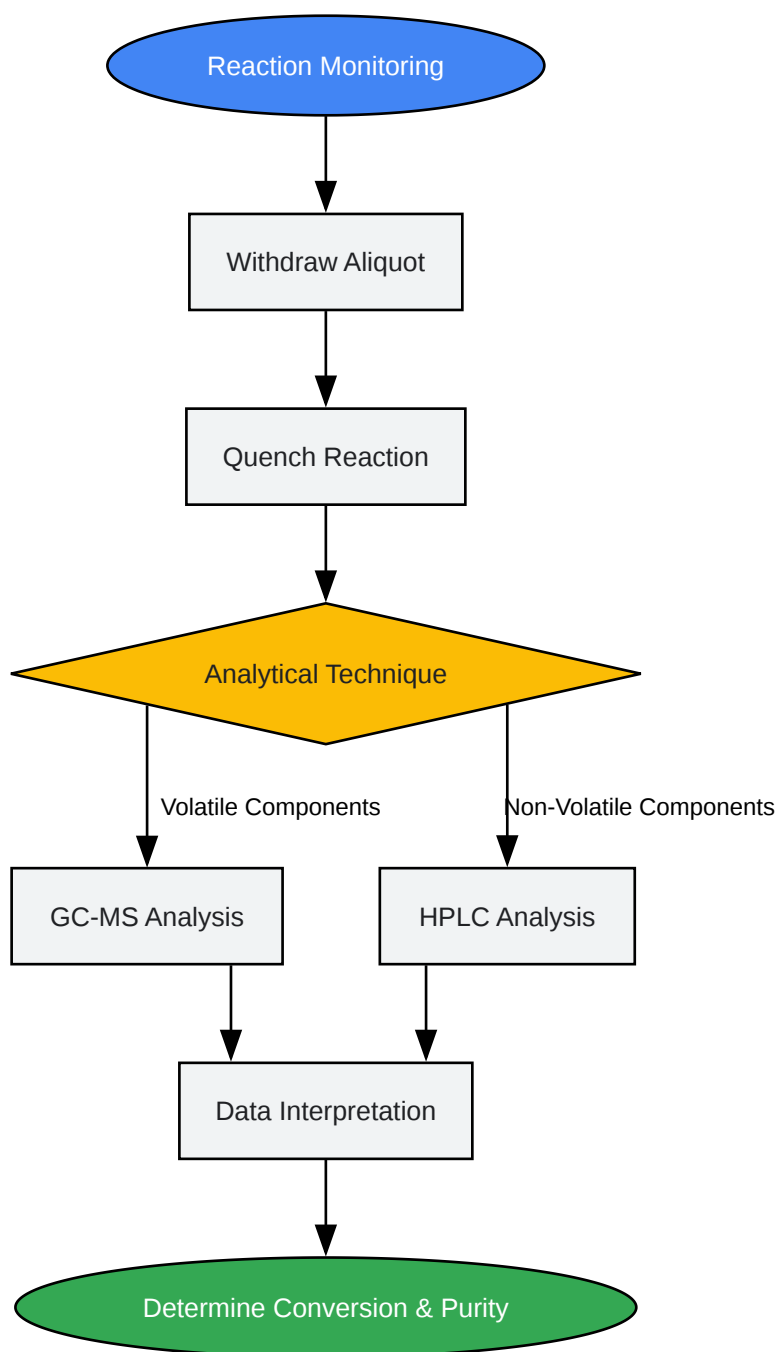 Reaction Monitoring
Withdraw Aliquot
Quench Reaction
Analytical Technique
Volatile Components
Non-Volatile Components
GC-MS Analysis
HPLC Analysis
Data Interpretation
Determine Conversion & Purity